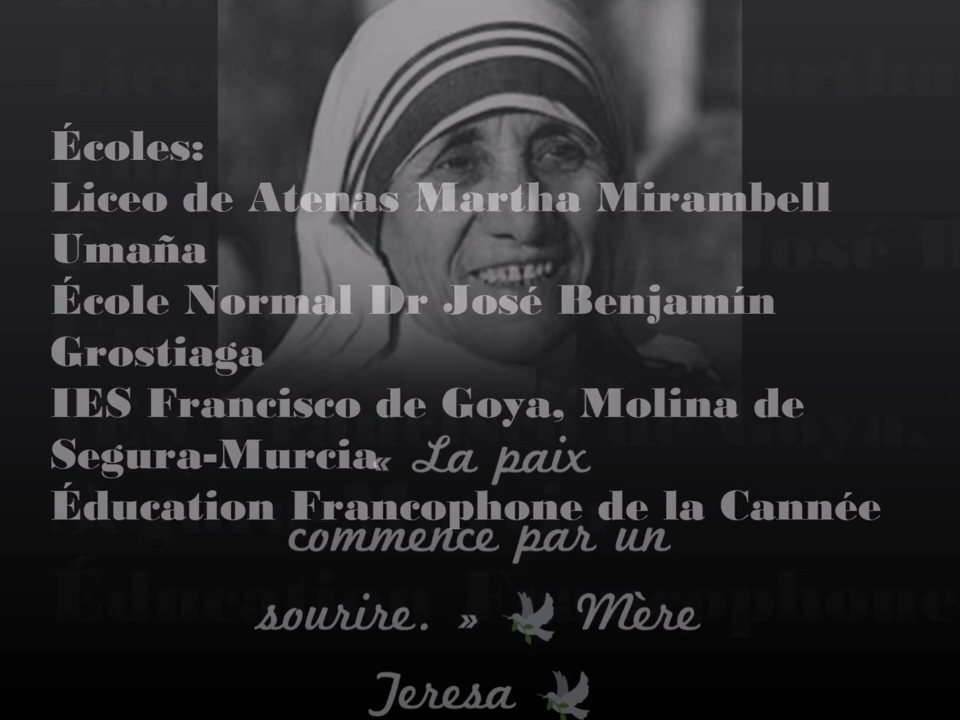 Écoles:
Liceo de Atenas Martha Mirambell
Umaña
École Normal Dr José Benjamín
Grostiaga
IES Francisco de Goya, Molina de
Segura-Murcia
Éducation Francophone de la Cannée
« La paix
commence par un
sourire. » 🕊 Mère
Teresa 🕊